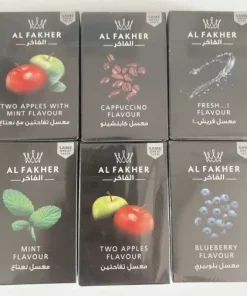 AL FAKHER
الفاخر
TWO APPLES WITH
MINT FLAVOUR
معسل تفاحتين مع نعناع
AL FAKHER
الفاخر
CAPPUCCINO
FLAVOUR
معسل كابتشينو
AL FAKHER
الفاخر
FRESH...!
FLAVOUR
AL FAKHER
الفاخر
MINT
FLAVOUR
معسل نعناع
AL FAKHER
الفاخر
TWO APPLES
FLAVOUR
معسل تفاحتين
AL FAKHER
الفاخر
BLUEBERRY
FLAVOUR
معسل بلوبيري